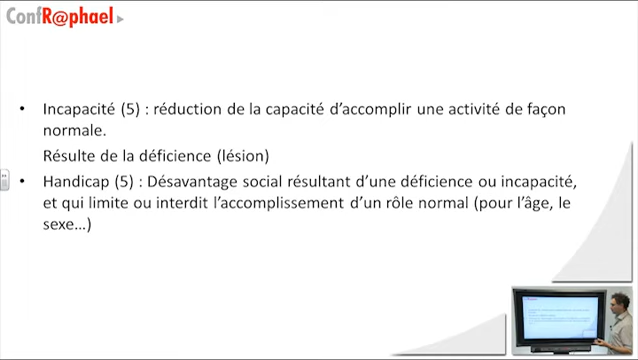 ConfR@phael
• Incapacité (5) : réduction de la capacité d’accomplir une activité de façon
normale.
Résulte de la déficience (lésion)
• Handicap (5) : Désavantage social résultant d’une déficience ou incapacité,
et qui limite ou interdit l’accomplissement d’un rôle normal (pour l’âge, le
sexe…)